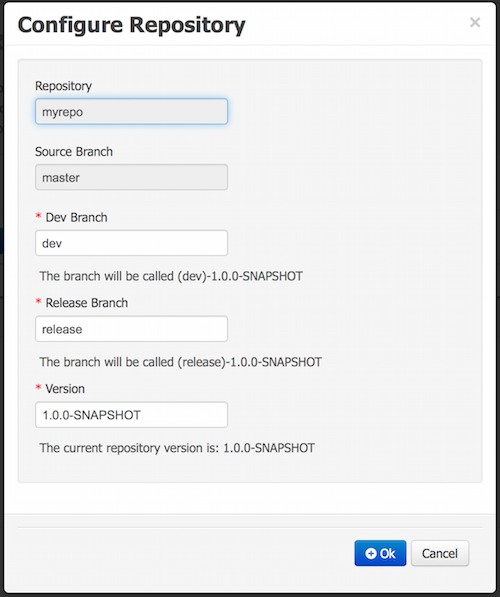 Configure Repository
×
Repository
myrepo
Source Branch
master
* Dev Branch
dev
The branch will be called (dev)-1.0.0-SNAPSHOT
* Release Branch
release
The branch will be called (release)-1.0.0-SNAPSHOT
* Version
1.0.0-SNAPSHOT
The current repository version is: 1.0.0-SNAPSHOT
Ok
Cancel